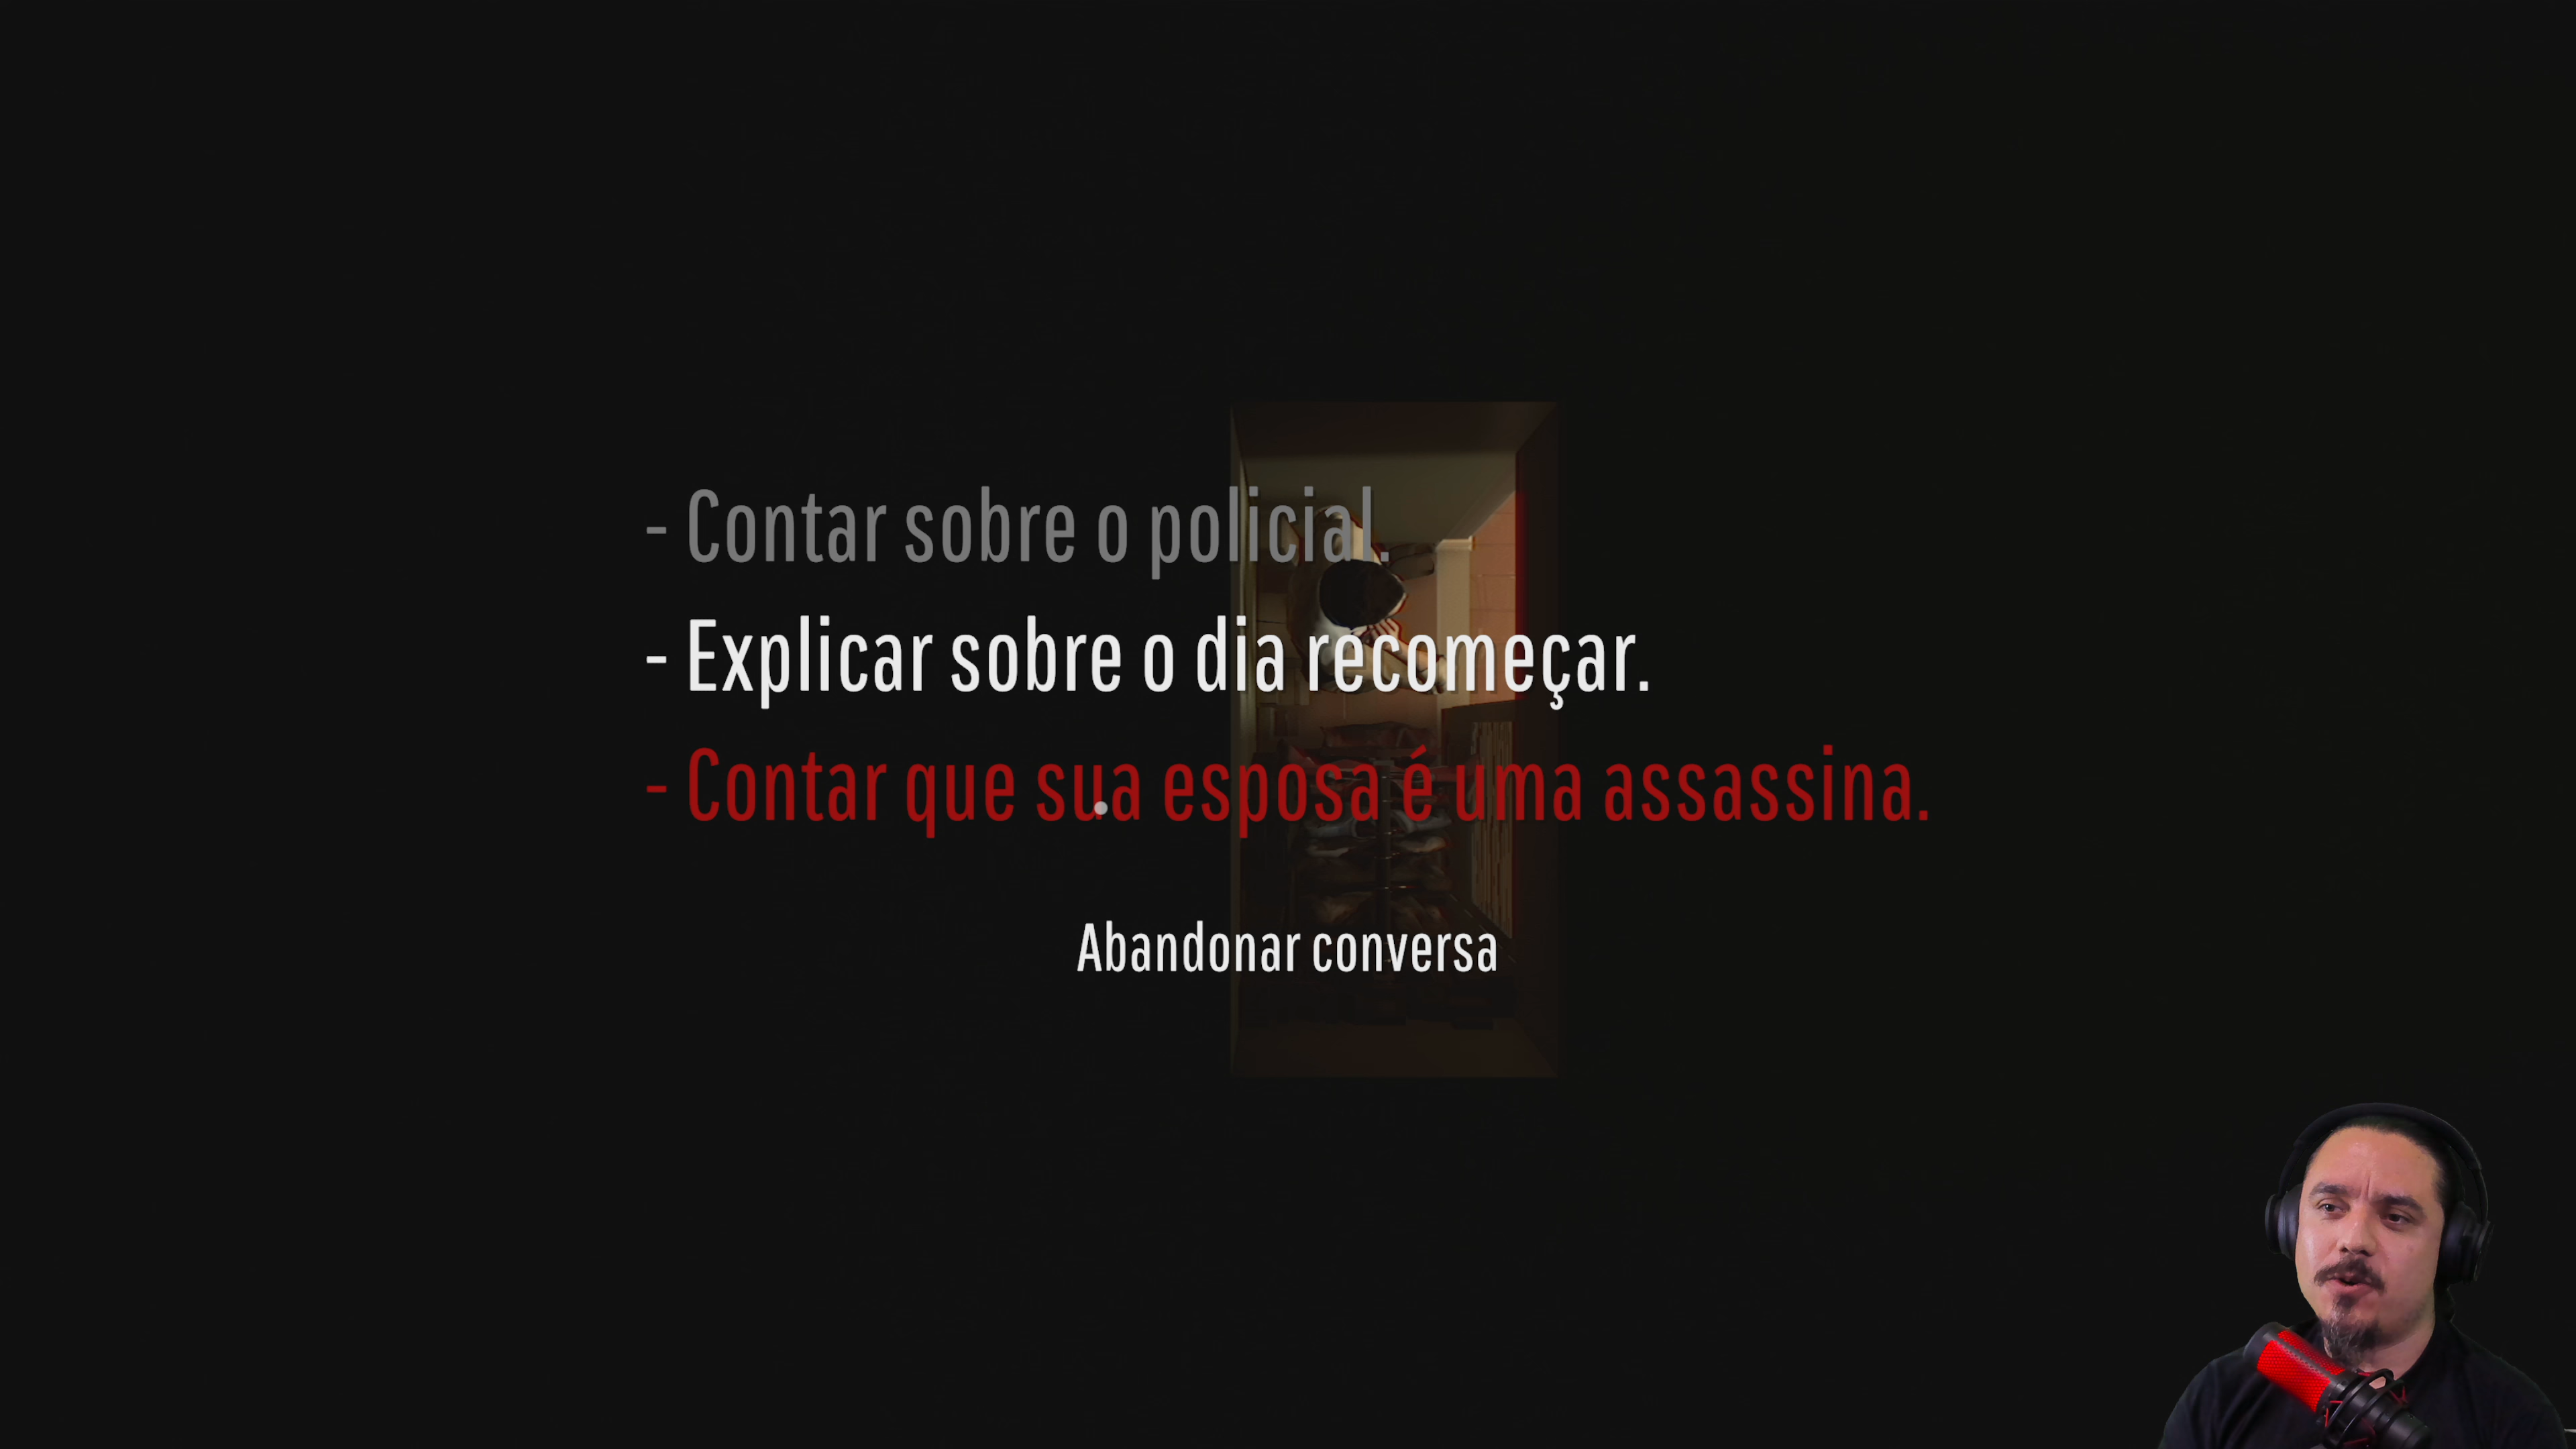 - Contar sobre o policial.
- Explicar sobre o dia recomeçar.
- Contar que sua esposa é uma assassina.
Abandonar conversa